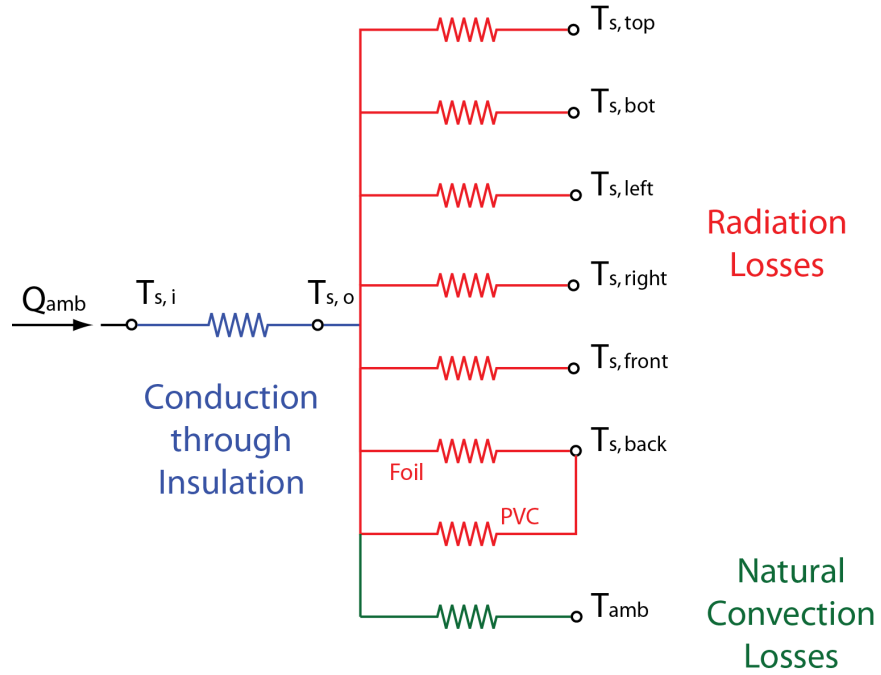 Ts, top
Ts, bot
Ts, left
Radiation
Losses
Ts, right
Qamb
Ts, i
Ts, o
Ts, front
Conduction
through
Insulation
Ts, back
Foil
PVC
Tamb
Natural
Convection
Losses